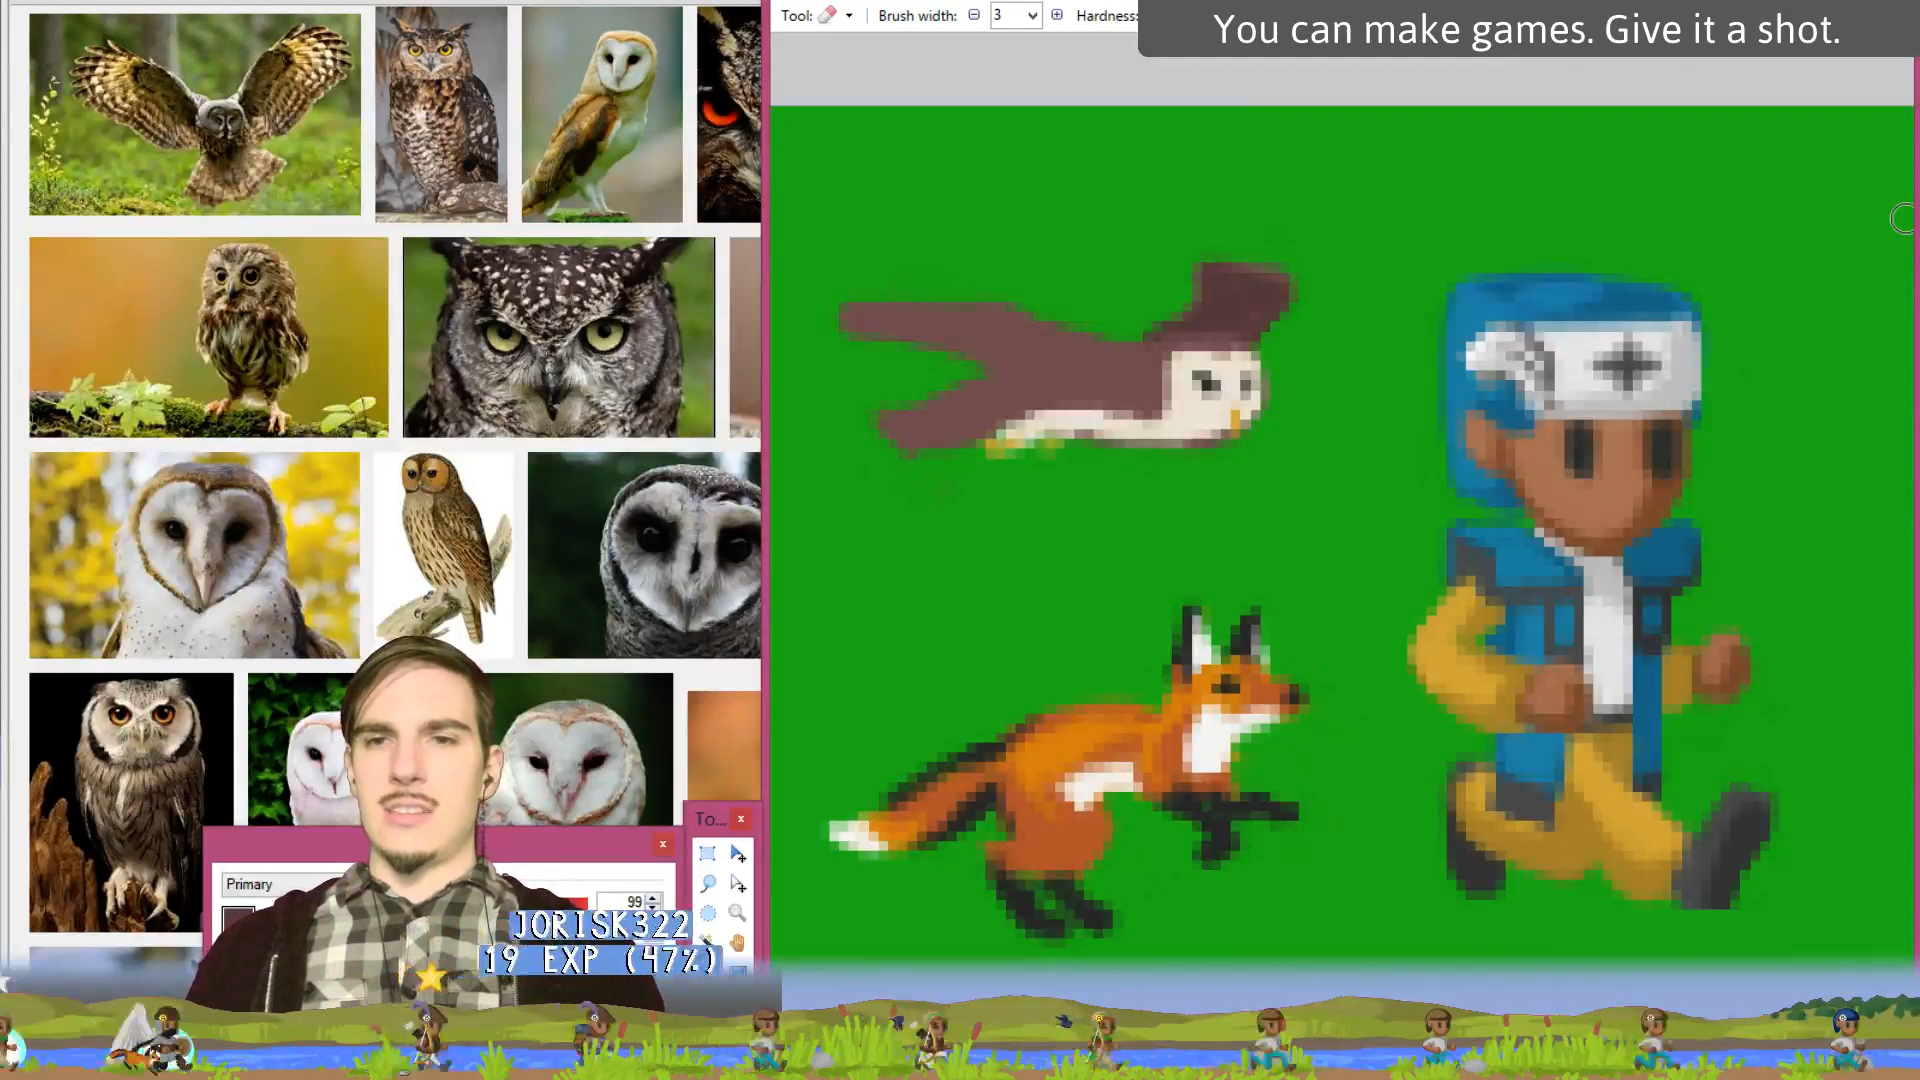 Tool:
Brush width:
3
Hardness:
You can make games. Give it a shot.
To...
Primary
99
JORISK322
19 EXP (47%)